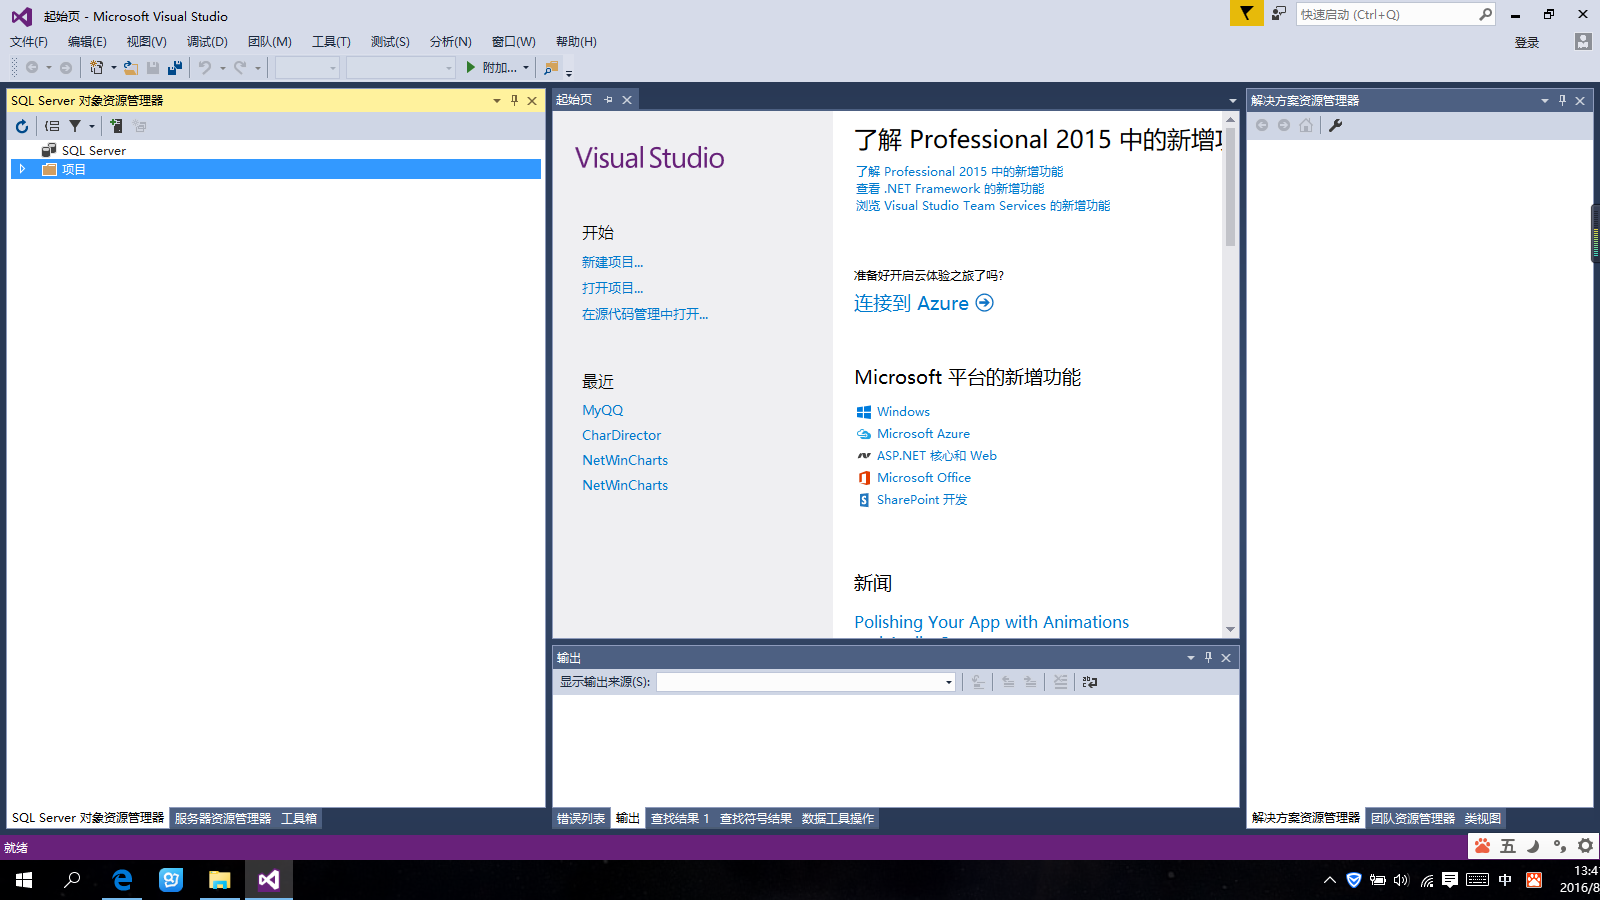 起始页 - Microsoft Visual Studio
快速启动 (Ctrl+Q)
文件(F) 编辑(E) 视图(V) 调试(D) 团队(M) 工具(T) 测试(S) 分析(N) 窗口(W) 帮助(H)
登录
附加...
SQL Server 对象资源管理器
SQL Server
项目
SQL Server 对象资源管理器 服务器资源管理器 工具箱
起始页
Visual Studio
开始
新建项目...
打开项目...
在源代码管理中打开...
最近
MyQQ
CharDirector
NetWinCharts
NetWinCharts
了解 Professional 2015 中的新增
了解 Professional 2015 中的新增功能
查看 .NET Framework 的新增功能
浏览 Visual Studio Team Services 的新增功能
准备好开启云体验之旅了吗?
连接到 Azure
Microsoft 平台的新增功能
Windows
Microsoft Azure
ASP.NET 核心和 Web
Microsoft Office
SharePoint 开发
新闻
Polishing Your App with Animations
输出
显示输出来源(S):
错误列表 输出 查找结果 1 查找符号结果 数据工具操作
解决方案资源管理器
解决方案资源管理器 团队资源管理器 类视图
就绪
五
中
13:4
2016/8